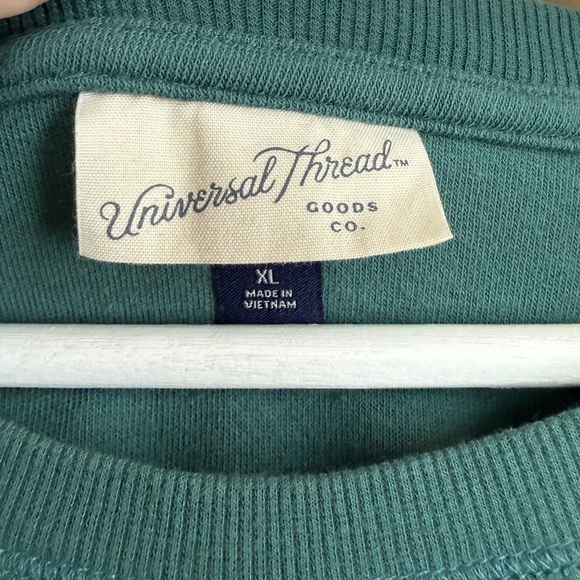 Universal Thread™
GOODS
CO.
XL
MADE IN
VIETNAM